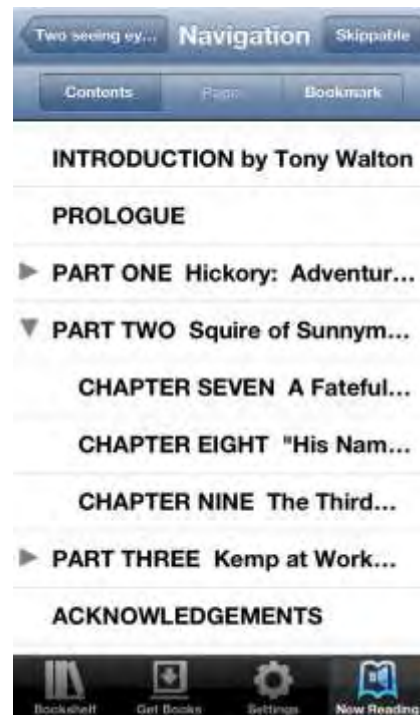 Two seeing ey... Navigation Skippable
Contents Page Bookmark
INTRODUCTION by Tony Walton
PROLOGUE
PART ONE Hickory: Adventur...
PART TWO Squire of Sunnym...
CHAPTER SEVEN A Fateful...
CHAPTER EIGHT "His Nam...
CHAPTER NINE The Third...
PART THREE Kemp at Work...
ACKNOWLEDGEMENTS
Bookshelf Get Books Settings Now Reading